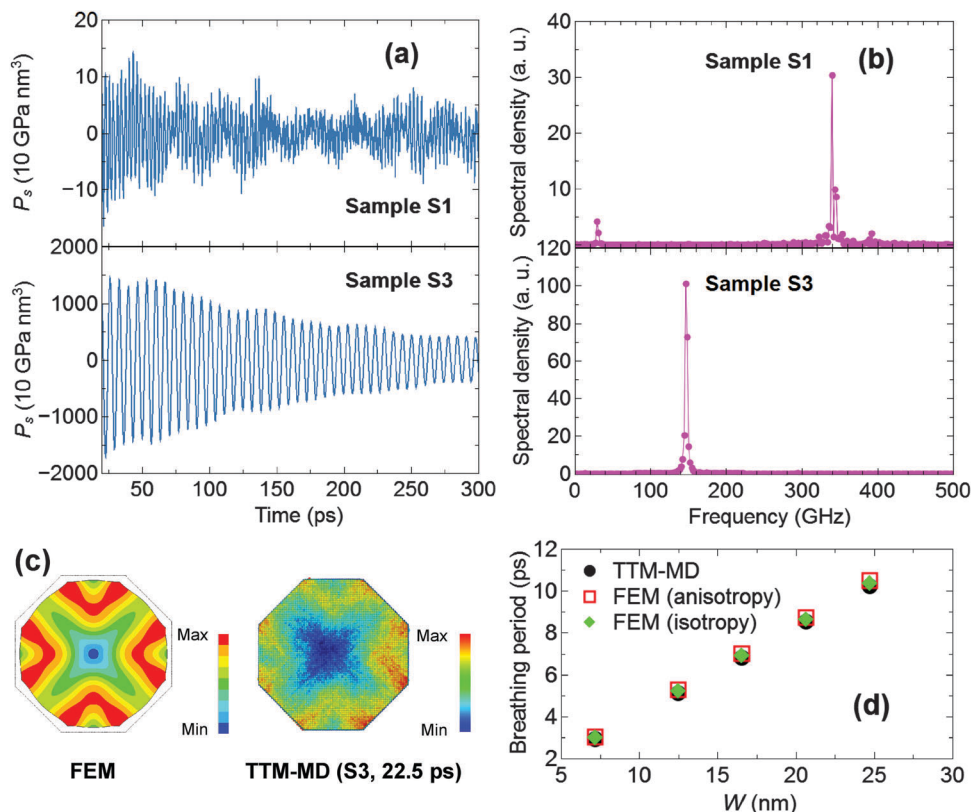 (a)
20
10
0
−10
P_s (10 GPa nm³)
Sample S1
2000
1000
0
−1000
−2000
P_s (10 GPa nm³)
Sample S3
50 100 150 200 250 300
Time (ps)
(b)
40
30
20
10
Spectral density (a. u.)
Sample S1
120
100
80
60
40
20
0
Spectral density (a. u.)
Sample S3
0 100 200 300 400 500
Frequency (GHz)
(c)
Max
Min
FEM
Max
Min
TTM-MD (S3, 22.5 ps)
12
10
8
6
4
2
Breathing period (ps)
TTM-MD
FEM (anisotropy)
FEM (isotropy)
(d)
5 10 15 20 25 30
W (nm)